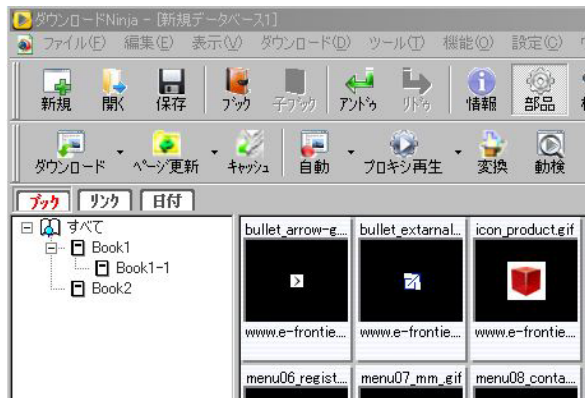 ダウンロードNinja - [新規データベース1]
ファイル(F) 編集(E) 表示(V) ダウンロード(D) ツール(T) 機能(O) 設定(C)
新規 開く 保存 ブック 子ブック アンドゥ リドゥ 情報 部品
ダウンロード ページ更新 キャッシュ 自動 プロキシ再生 変換 動検
ブック リンク 日付
すべて
Book1
Book1-1
Book2
bullet_arrow-g... bullet_extarnal... icon_product.gif
www.e-frontie... www.e-frontie... www.e-frontie...
menu06_regist... menu07_mm_.gif menu08_conta...